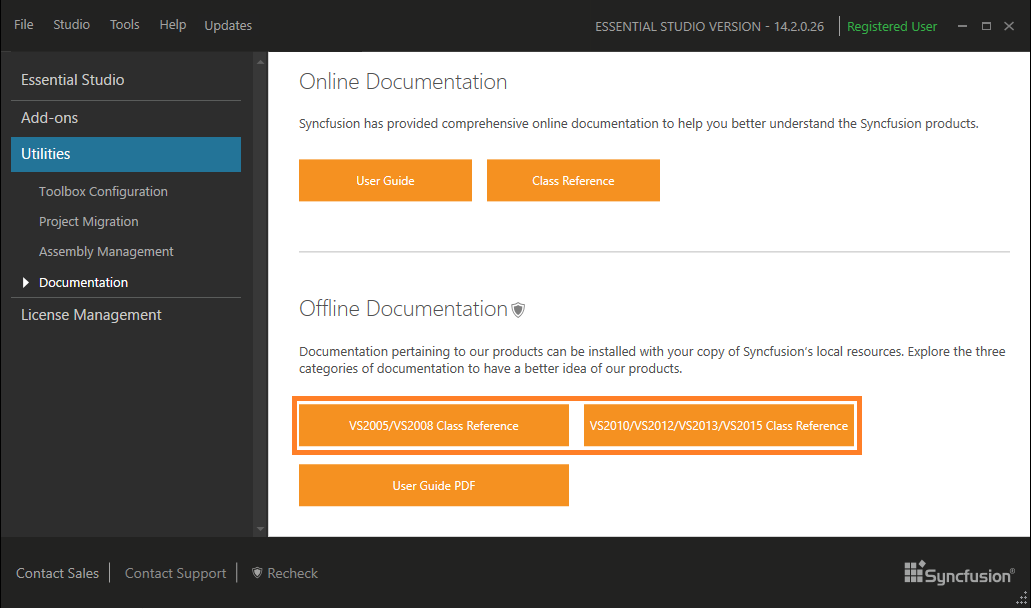 File Studio Tools Help Updates
ESSENTIAL STUDIO VERSION - 14.2.0.26 Registered User
Essential Studio
Add-ons
Utilities
Toolbox Configuration
Project Migration
Assembly Management
Documentation
License Management
Online Documentation
Syncfusion has provided comprehensive online documentation to help you better understand the Syncfusion products.
User Guide Class Reference
Offline Documentation
Documentation pertaining to our products can be installed with your copy of Syncfusion's local resources. Explore the three
categories of documentation to have a better idea of our products.
VS2005/VS2008 Class Reference VS2010/VS2012/VS2013/VS2015 Class Reference
User Guide PDF
Contact Sales Contact Support Recheck
Syncfusion®